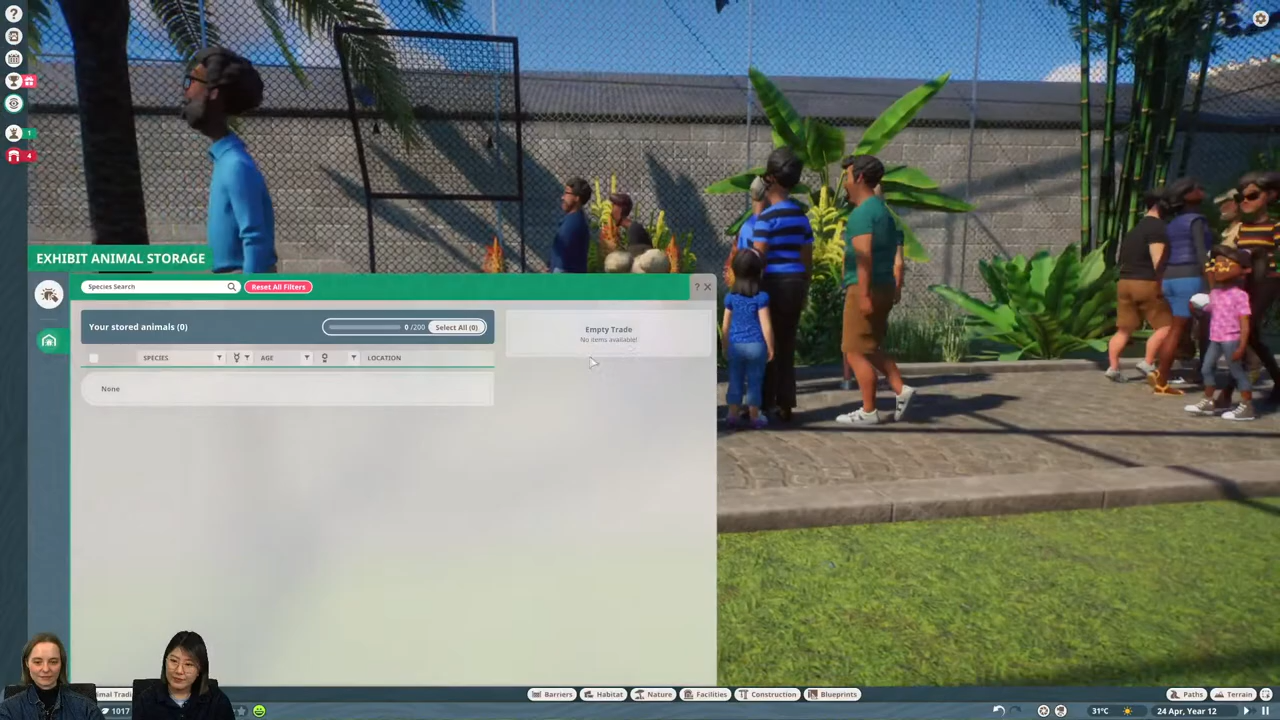 1
4
EXHIBIT ANIMAL STORAGE
Species Search
Reset All Filters
?
Your stored animals (0)
0 /200
Select All (0)
Empty Trade
No items available!
SPECIES
AGE
LOCATION
None
Barriers
Habitat
Nature
Facilities
Construction
Blueprints
Paths
Terrain
1017
31°C
24 Apr, Year 12